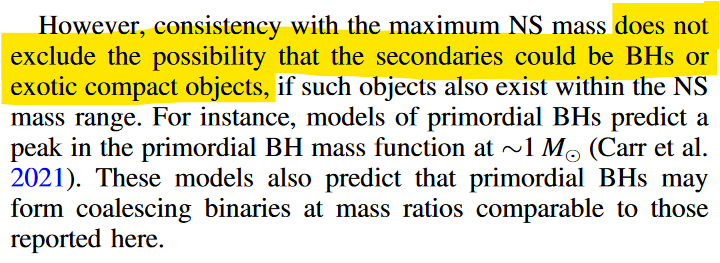 However, consistency with the maximum NS mass does not
exclude the possibility that the secondaries could be BHs or
exotic compact objects, if such objects also exist within the NS
mass range. For instance, models of primordial BHs predict a
peak in the primordial BH mass function at ∼1 M⊙ (Carr et al.
2021). These models also predict that primordial BHs may
form coalescing binaries at mass ratios comparable to those
reported here.